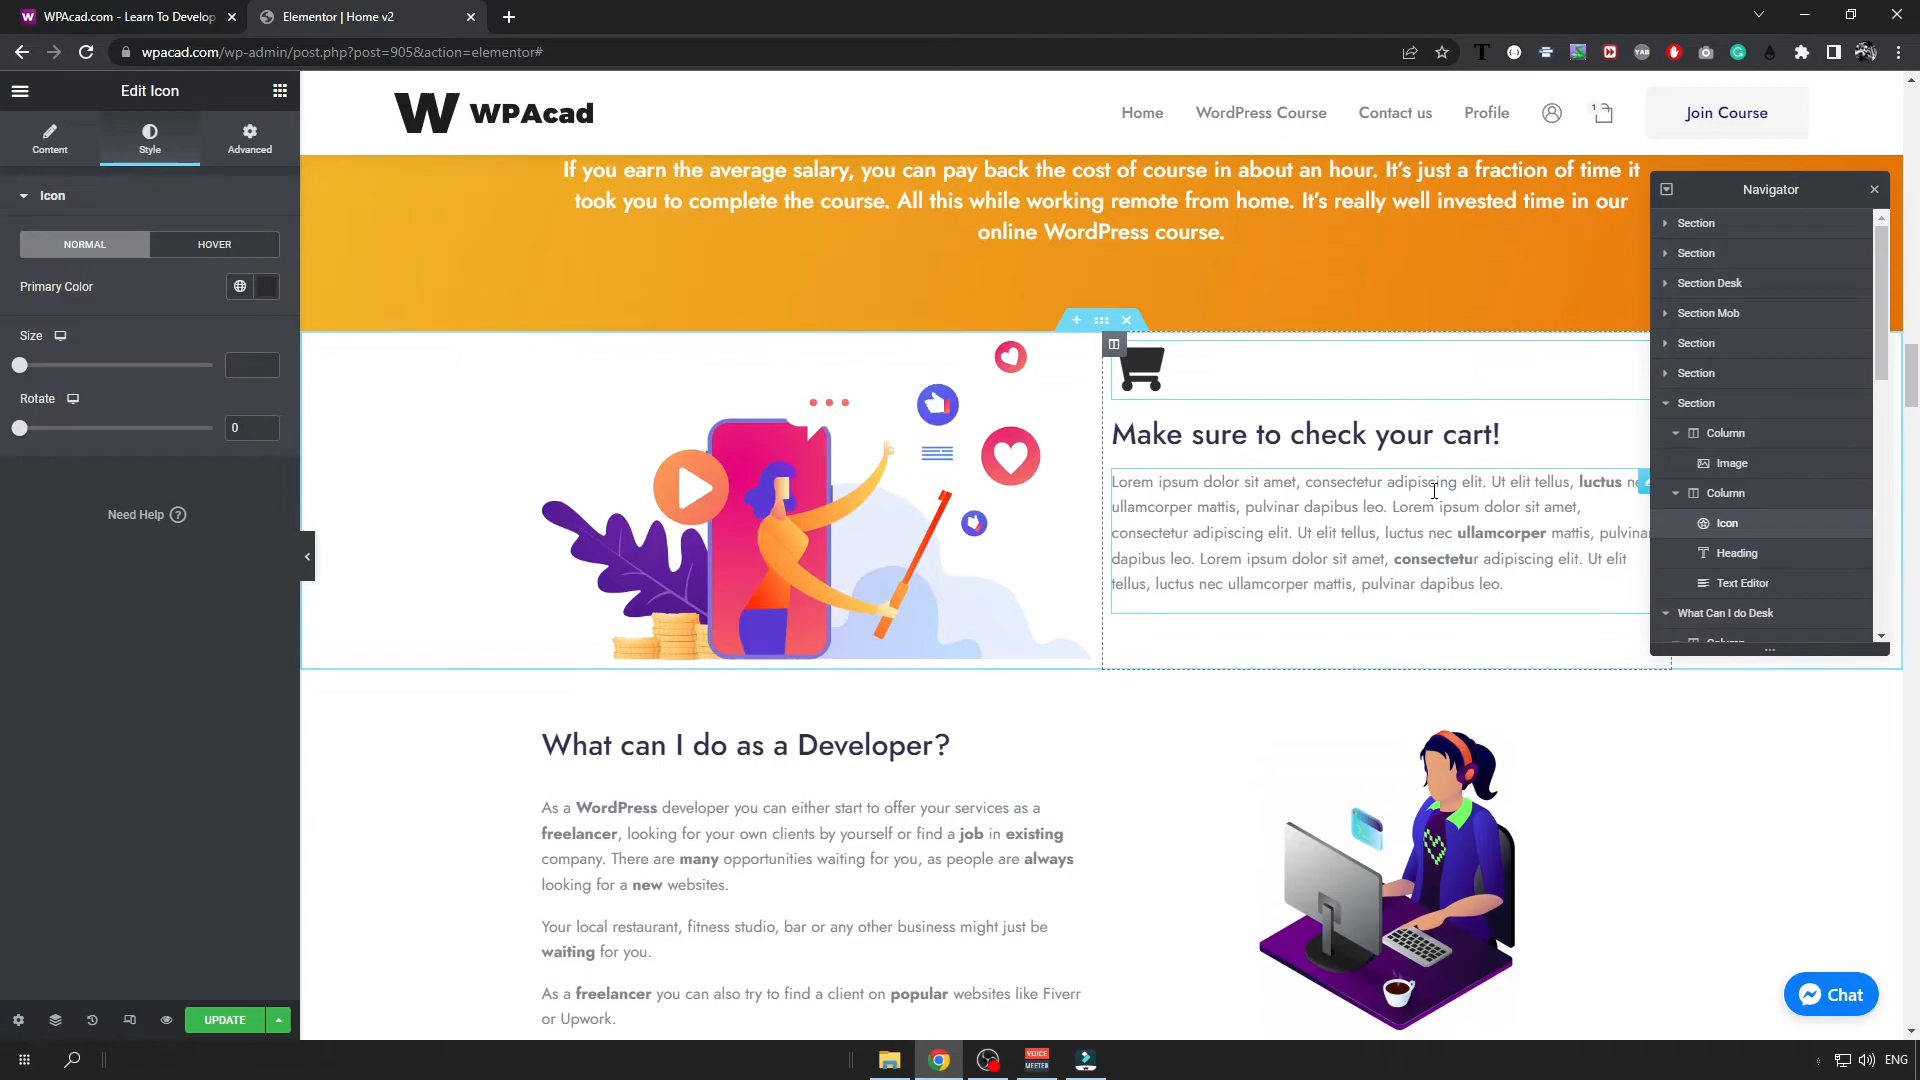 WPAcad.com - Learn To Develop
Elementor | Home v2
wpacad.com/wp-admin/post.php?post=905&action=elementor#
Edit Icon
Content
Style
Advanced
Icon
NORMAL
HOVER
Primary Color
Size
Rotate
0
Need Help ?
UPDATE
W WPAcad
Home
WordPress Course
Contact us
Profile
1
Join Course
If you earn the average salary, you can pay back the cost of course in about an hour. It's just a fraction of time it
took you to complete the course. All this while working remote from home. It's really well invested time in our
online WordPress course.
Make sure to check your cart!
Lorem ipsum dolor sit amet, consectetur adipiscing elit. Ut elit tellus, luctus
ullamcorper mattis, pulvinar dapibus leo. Lorem ipsum dolor sit amet,
consectetur adipiscing elit. Ut elit tellus, luctus nec ullamcorper mattis, pulvinar
dapibus leo. Lorem ipsum dolor sit amet, consectetur adipiscing elit. Ut elit
tellus, luctus nec ullamcorper mattis, pulvinar dapibus leo.
Navigator
Section
Section
Section Desk
Section Mob
Section
Section
Section
Column
Image
Column
Icon
Heading
Text Editor
What Can I do Desk
What can I do as a Developer?
As a WordPress developer you can either start to offer your services as a
freelancer, looking for your own clients by yourself or find a job in existing
company. There are many opportunities waiting for you, as people are always
looking for a new websites.
Your local restaurant, fitness studio, bar or any other business might just be
waiting for you.
As a freelancer you can also try to find a client on popular websites like Fiverr
or Upwork.
Chat
VOICE
MEETER
ENG